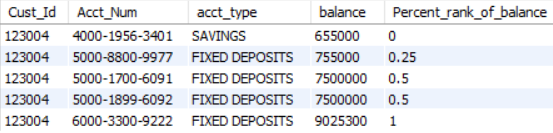 Cust_Id Acct_Num acct_type balance Percent_rank_of_balance
123004 4000-1956-3401 SAVINGS 655000 0
123004 5000-8800-9977 FIXED DEPOSITS 755000 0.25
123004 5000-1700-6091 FIXED DEPOSITS 7500000 0.5
123004 5000-1899-6092 FIXED DEPOSITS 7500000 0.5
123004 6000-3300-9222 FIXED DEPOSITS 9025300 1